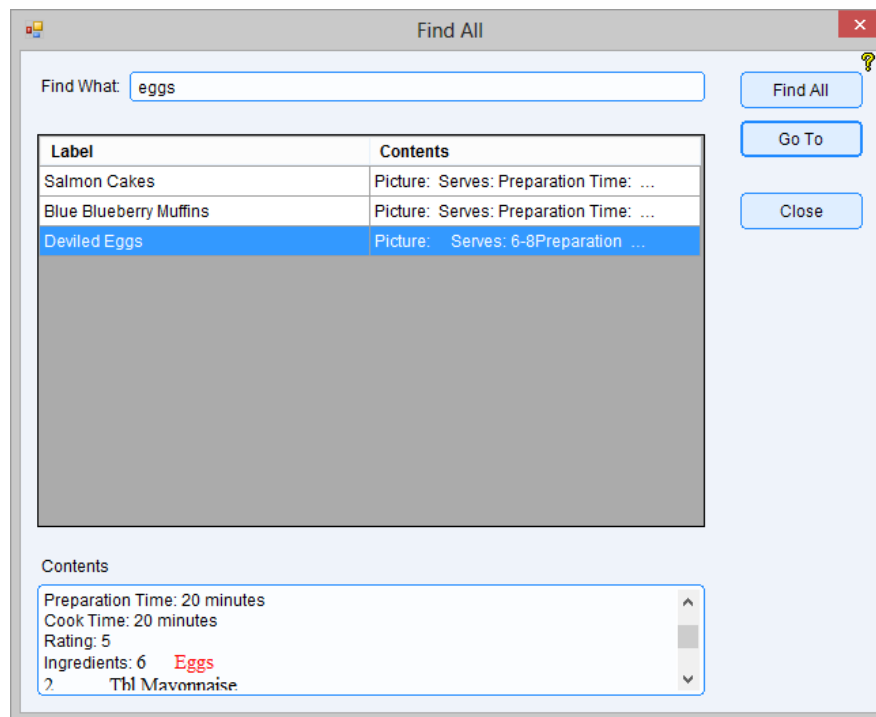 Find All
Find What: eggs
Find All
Go To
Close
Label Contents
Salmon Cakes Picture: Serves: Preparation Time: ...
Blue Blueberry Muffins Picture: Serves: Preparation Time: ...
Deviled Eggs Picture: Serves: 6-8Preparation ...
Contents
Preparation Time: 20 minutes
Cook Time: 20 minutes
Rating: 5
Ingredients: 6 Eggs
2 Tbl Mayonnaise